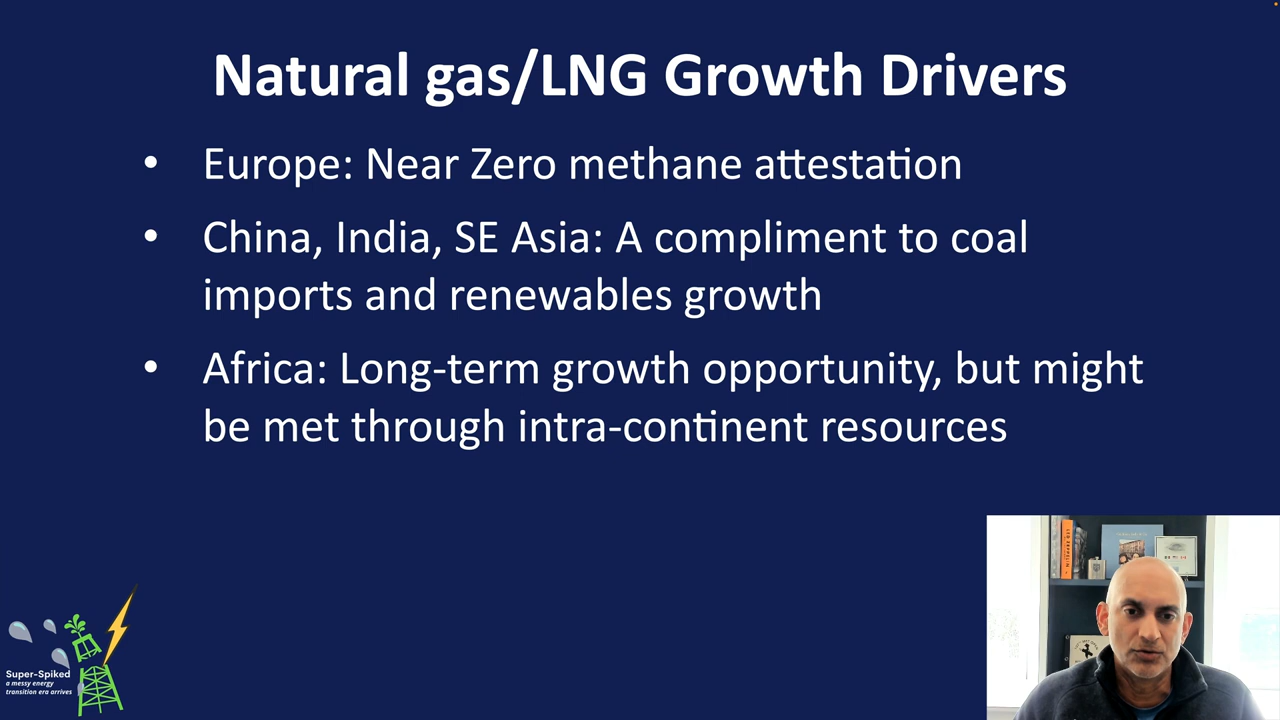 Natural gas/LNG Growth Drivers
• Europe: Near Zero methane attestation
• China, India, SE Asia: A compliment to coal
imports and renewables growth
• Africa: Long-term growth opportunity, but might
be met through intra-continent resources
Super-Spiked
a messy energy
transition era arrives